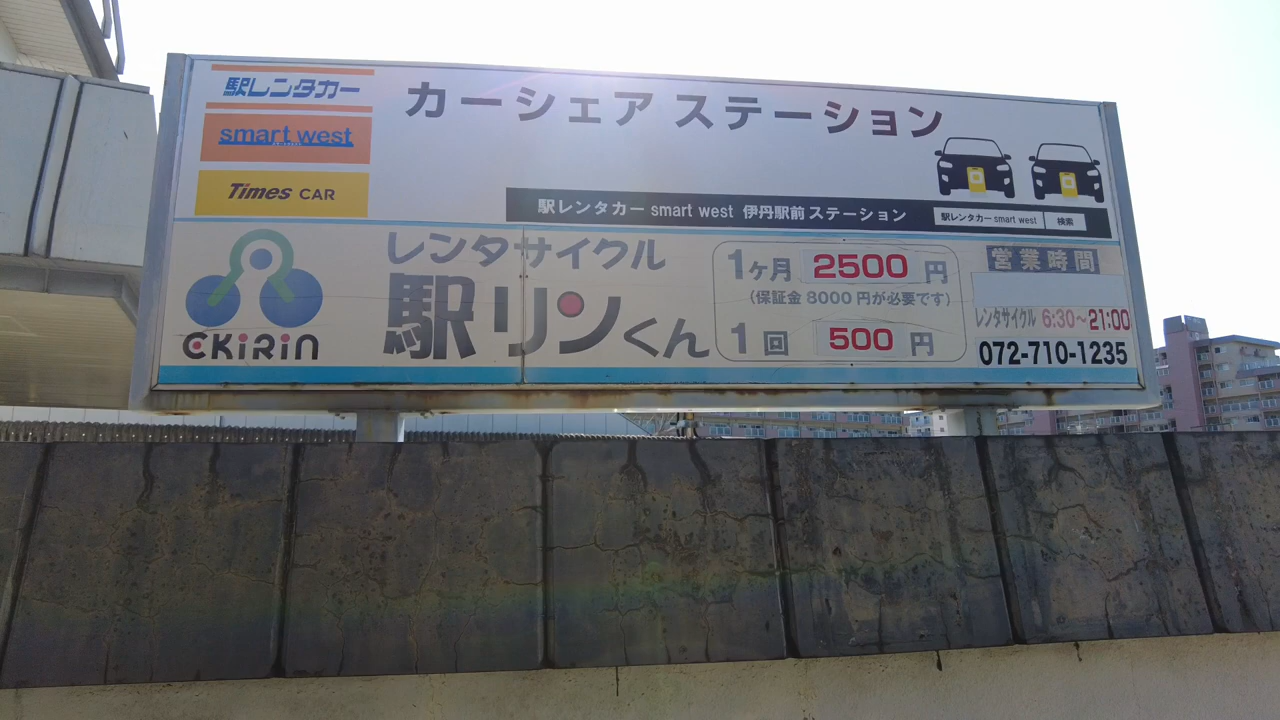 駅レンタカー
smart west
Times CAR
カーシェア ステーション
駅レンタカー smart west 伊丹駅前ステーション
駅レンタカー smart west 検索
EKiRiN
レンタサイクル
駅リンくん
1ヶ月 2500 円
(保証金 8000 円が必要です)
1回 500 円
営業時間
レンタサイクル 6:30~21:00
072-710-1235